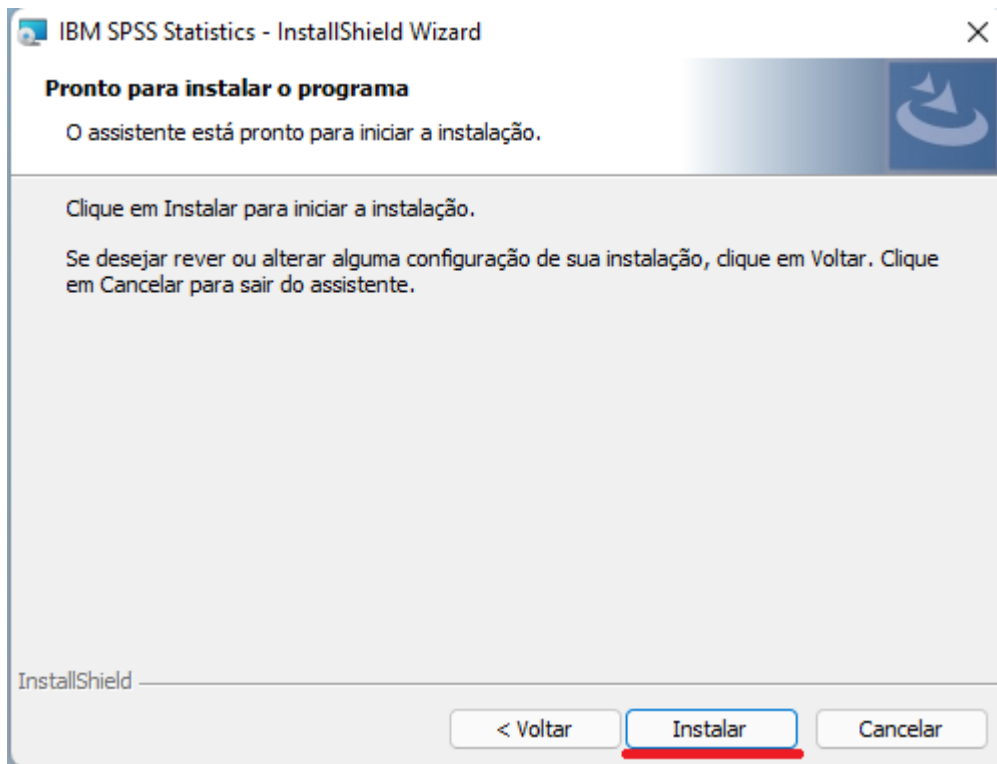 IBM SPSS Statistics - InstallShield Wizard
Pronto para instalar o programa
O assistente está pronto para iniciar a instalação.
Clique em Instalar para iniciar a instalação.
Se desejar rever ou alterar alguma configuração de sua instalação, clique em Voltar. Clique
em Cancelar para sair do assistente.
InstallShield
< Voltar
Instalar
Cancelar